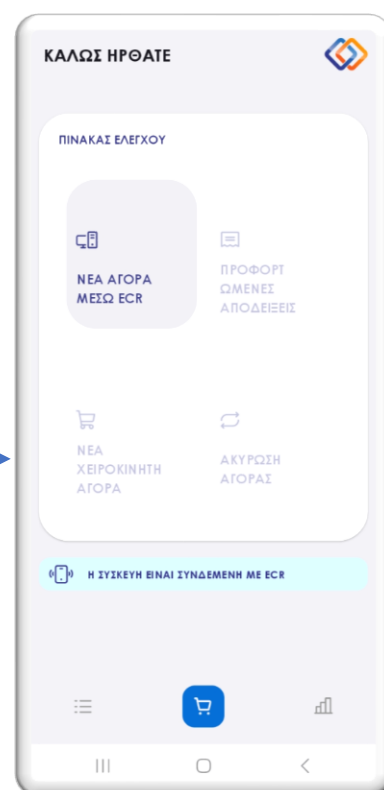 ΚΑΛΩΣ ΗΡΘΑΤΕ
ΠΙΝΑΚΑΣ ΕΛΕΓΧΟΥ
ΝΕΑ ΑΓΟΡΑ
ΜΕΣΩ ECR
ΠΡΟΦΟΡΤ
ΩΜΕΝΕΣ
ΑΠΟΔΕΙΞΕΙΣ
ΝΕΑ
ΧΕΙΡΟΚΙΝΗΤΗ
ΑΓΟΡΑ
ΑΚΥΡΩΣΗ
ΑΓΟΡΑΣ
Η ΣΥΣΚΕΥΗ ΕΙΝΑΙ ΣΥΝΔΕΜΕΝΗ ΜΕ ECR